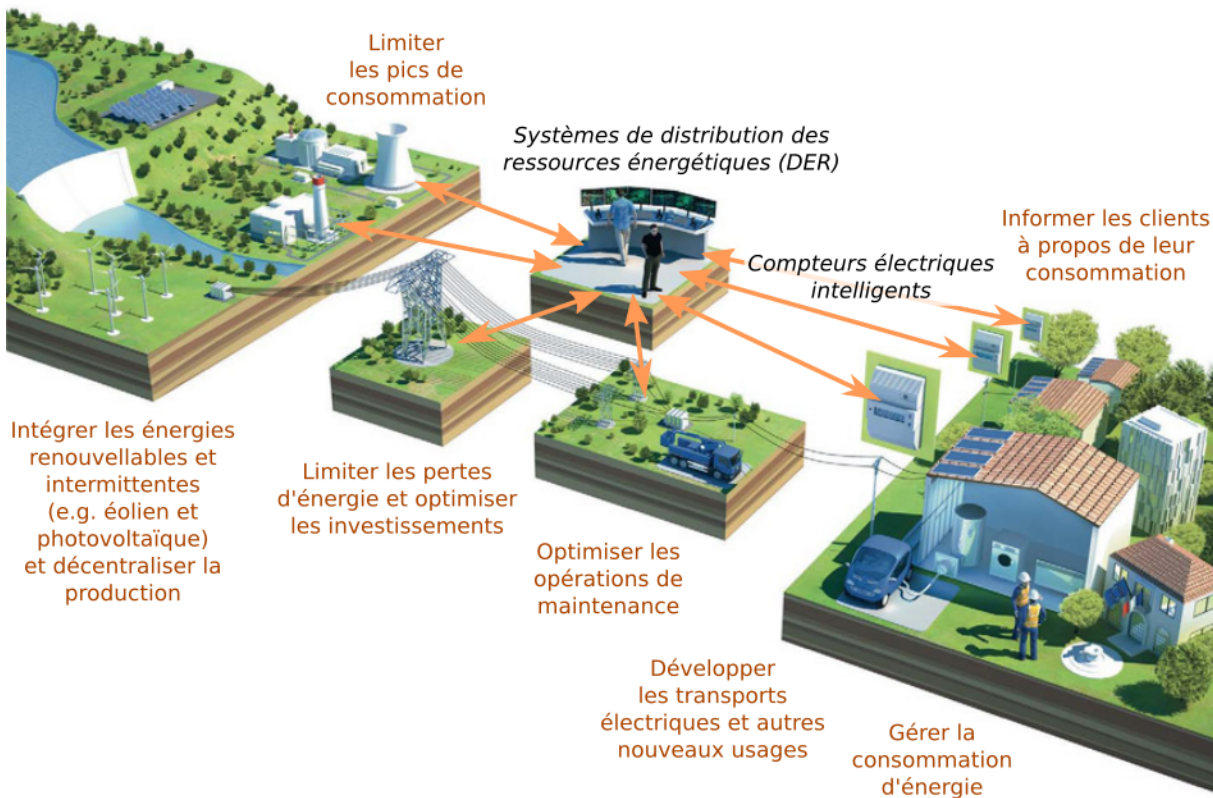 Limiter
les pics de
consommation
Systèmes de distribution des
ressources énergétiques (DER)
Informer les clients
à propos de leur
consommation
Compteurs électriques
intelligents
Intégrer les énergies
renouvellables et
intermittentes
(e.g. éolien et
photovoltaïque)
et décentraliser la
production
Limiter les pertes
d'énergie et optimiser
les investissements
Optimiser les
opérations de
maintenance
Développer
les transports
électriques et autres
nouveaux usages
Gérer la
consommation
d'énergie